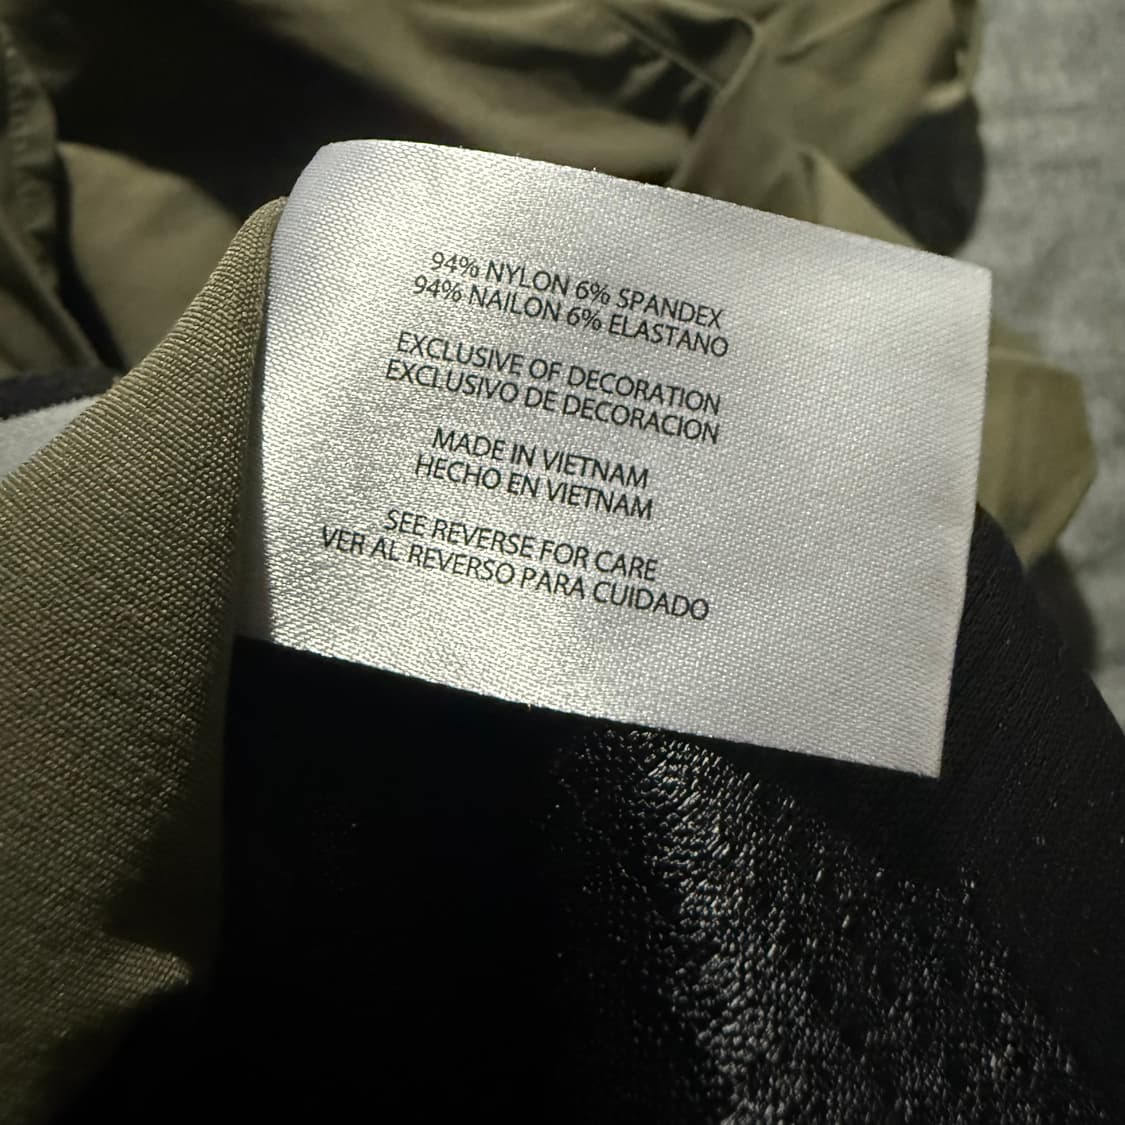 94% NYLON 6% SPANDEX
94% NAILON 6% ELASTANO
EXCLUSIVE OF DECORATION
EXCLUSIVO DE DECORACION
MADE IN VIETNAM
HECHO EN VIETNAM
SEE REVERSE FOR CARE
VER AL REVERSO PARA CUIDADO